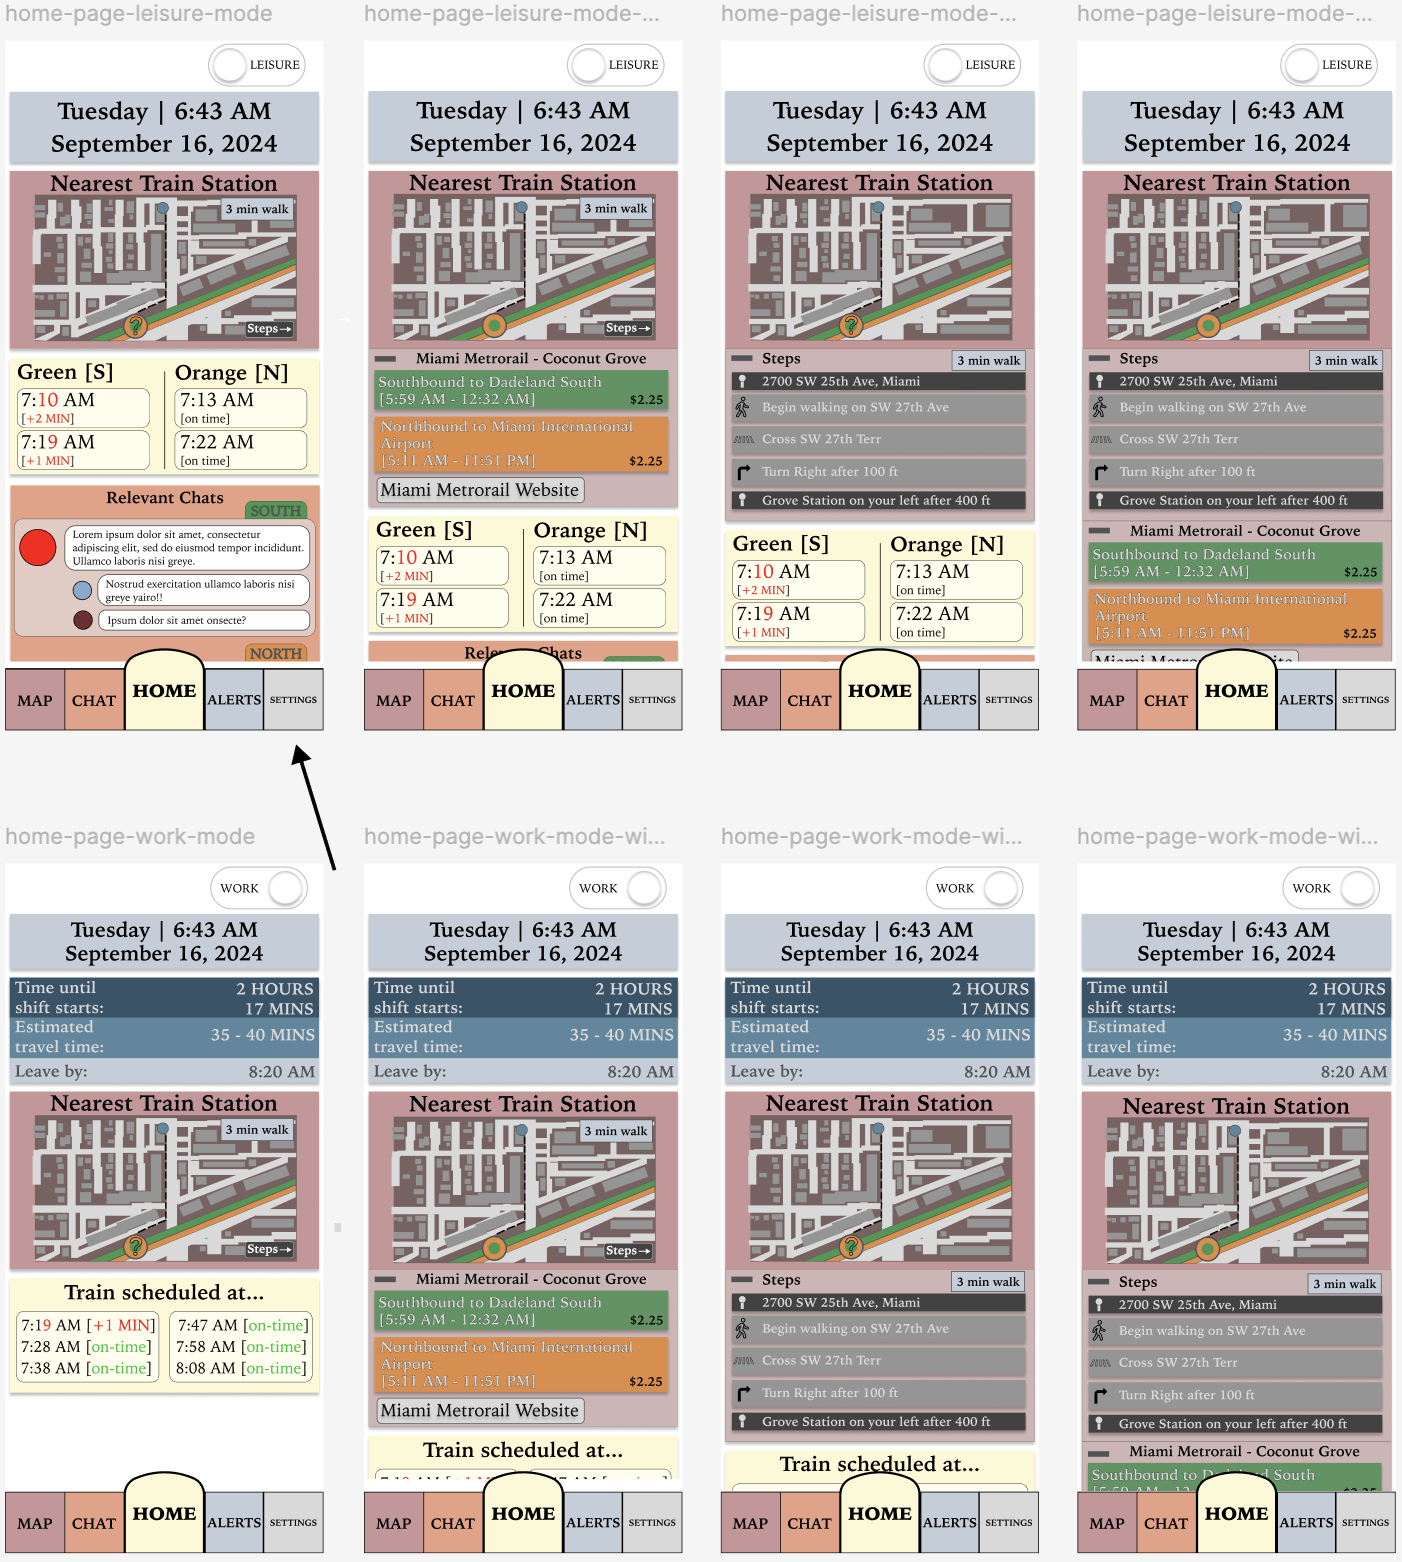 home-page-leisure-mode
LEISURE
Tuesday | 6:43 AM
September 16, 2024
Nearest Train Station
3 min walk
?
Steps→
Green [S]
7:10 AM
[+2 MIN]
7:19 AM
[+1 MIN]
Orange [N]
7:13 AM
[on time]
7:22 AM
[on time]
Relevant Chats
SOUTH
Lorem ipsum dolor sit amet, consectetur
adipiscing elit, sed do eiusmod tempor incididunt.
Ullamco laboris nisi greye.
Nostrud exercitation ullamco laboris nisi
greye yairo!!
Ipsum dolor sit amet onsecte?
NORTH
MAP
CHAT
HOME
ALERTS
SETTINGS
home-page-leisure-mode-...
LEISURE
Tuesday | 6:43 AM
September 16, 2024
Nearest Train Station
3 min walk
Steps→
Miami Metrorail - Coconut Grove
Southbound to Dadeland South
[5:59 AM - 12:32 AM]
$2.25
Northbound to Miami International
Airport
[5:11 AM - 11:51 PM]
$2.25
Miami Metrorail Website
Green [S]
7:10 AM
[+2 MIN]
7:19 AM
[+1 MIN]
Orange [N]
7:13 AM
[on time]
7:22 AM
[on time]
Chats
MAP
CHAT
HOME
ALERTS
SETTINGS
home-page-leisure-mode-...
LEISURE
Tuesday | 6:43 AM
September 16, 2024
Nearest Train Station
?
Steps
3 min walk
2700 SW 25th Ave, Miami
Begin walking on SW 27th Ave
Cross SW 27th Terr
Turn Right after 100 ft
Grove Station on your left after 400 ft
Green [S]
7:10 AM
[+2 MIN]
7:19 AM
[+1 MIN]
Orange [N]
7:13 AM
[on time]
7:22 AM
[on time]
MAP
CHAT
HOME
ALERTS
SETTINGS
home-page-leisure-mode-...
LEISURE
Tuesday | 6:43 AM
September 16, 2024
Nearest Train Station
Steps
3 min walk
2700 SW 25th Ave, Miami
Begin walking on SW 27th Ave
Cross SW 27th Terr
Turn Right after 100 ft
Grove Station on your left after 400 ft
Miami Metrorail - Coconut Grove
Southbound to Dadeland South
[5:59 AM - 12:32 AM]
$2.25
Northbound to Miami International
Airport
[5:11 AM - 11:51 PM]
$2.25
Miami
MAP
CHAT
HOME
ALERTS
SETTINGS
home-page-work-mode
WORK
Tuesday | 6:43 AM
September 16, 2024
Time until
shift starts:
2 HOURS
17 MINS
Estimated
travel time:
35 - 40 MINS
Leave by:
8:20 AM
Nearest Train Station
3 min walk
?
Steps→
Train scheduled at...
7:19 AM [+1 MIN]
7:28 AM [on-time]
7:38 AM [on-time]
7:47 AM [on-time]
7:58 AM [on-time]
8:08 AM [on-time]
MAP
CHAT
HOME
ALERTS
SETTINGS
home-page-work-mode-wi...
WORK
Tuesday | 6:43 AM
September 16, 2024
Time until
shift starts:
2 HOURS
17 MINS
Estimated
travel time:
35 - 40 MINS
Leave by:
8:20 AM
Nearest Train Station
3 min walk
Steps→
Miami Metrorail - Coconut Grove
Southbound to Dadeland South
[5:59 AM - 12:32 AM]
$2.25
Northbound to Miami International
Airport
[5:11 AM - 11:51 PM]
$2.25
Miami Metrorail Website
Train scheduled at...
MAP
CHAT
HOME
ALERTS
SETTINGS
home-page-work-mode-wi...
WORK
Tuesday | 6:43 AM
September 16, 2024
Time until
shift starts:
2 HOURS
17 MINS
Estimated
travel time:
35 - 40 MINS
Leave by:
8:20 AM
Nearest Train Station
?
Steps
3 min walk
2700 SW 25th Ave, Miami
Begin walking on SW 27th Ave
Cross SW 27th Terr
Turn Right after 100 ft
Grove Station on your left after 400 ft
Train scheduled at...
MAP
CHAT
HOME
ALERTS
SETTINGS
home-page-work-mode-wi...
WORK
Tuesday | 6:43 AM
September 16, 2024
Time until
shift starts:
2 HOURS
17 MINS
Estimated
travel time:
35 - 40 MINS
Leave by:
8:20 AM
Nearest Train Station
Steps
3 min walk
2700 SW 25th Ave, Miami
Begin walking on SW 27th Ave
Cross SW 27th Terr
Turn Right after 100 ft
Grove Station on your left after 400 ft
Miami Metrorail - Coconut Grove
Southbound to South
MAP
CHAT
HOME
ALERTS
SETTINGS